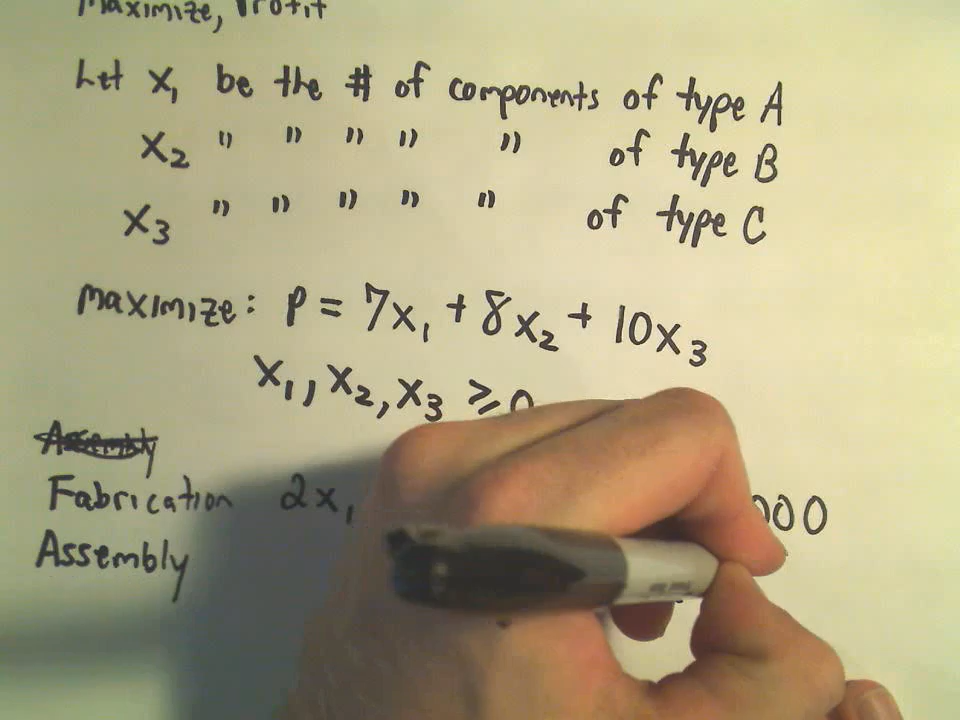 Maximize, Profit
Let x₁ be the # of components of type A
x₂ " " " " " of type B
x₃ " " " " " of type C
maximize: P = 7x₁ + 8x₂ + 10x₃
x₁, x₂, x₃ ≥ 0
Assembly
Fabrication 2x₁ 000
Assembly